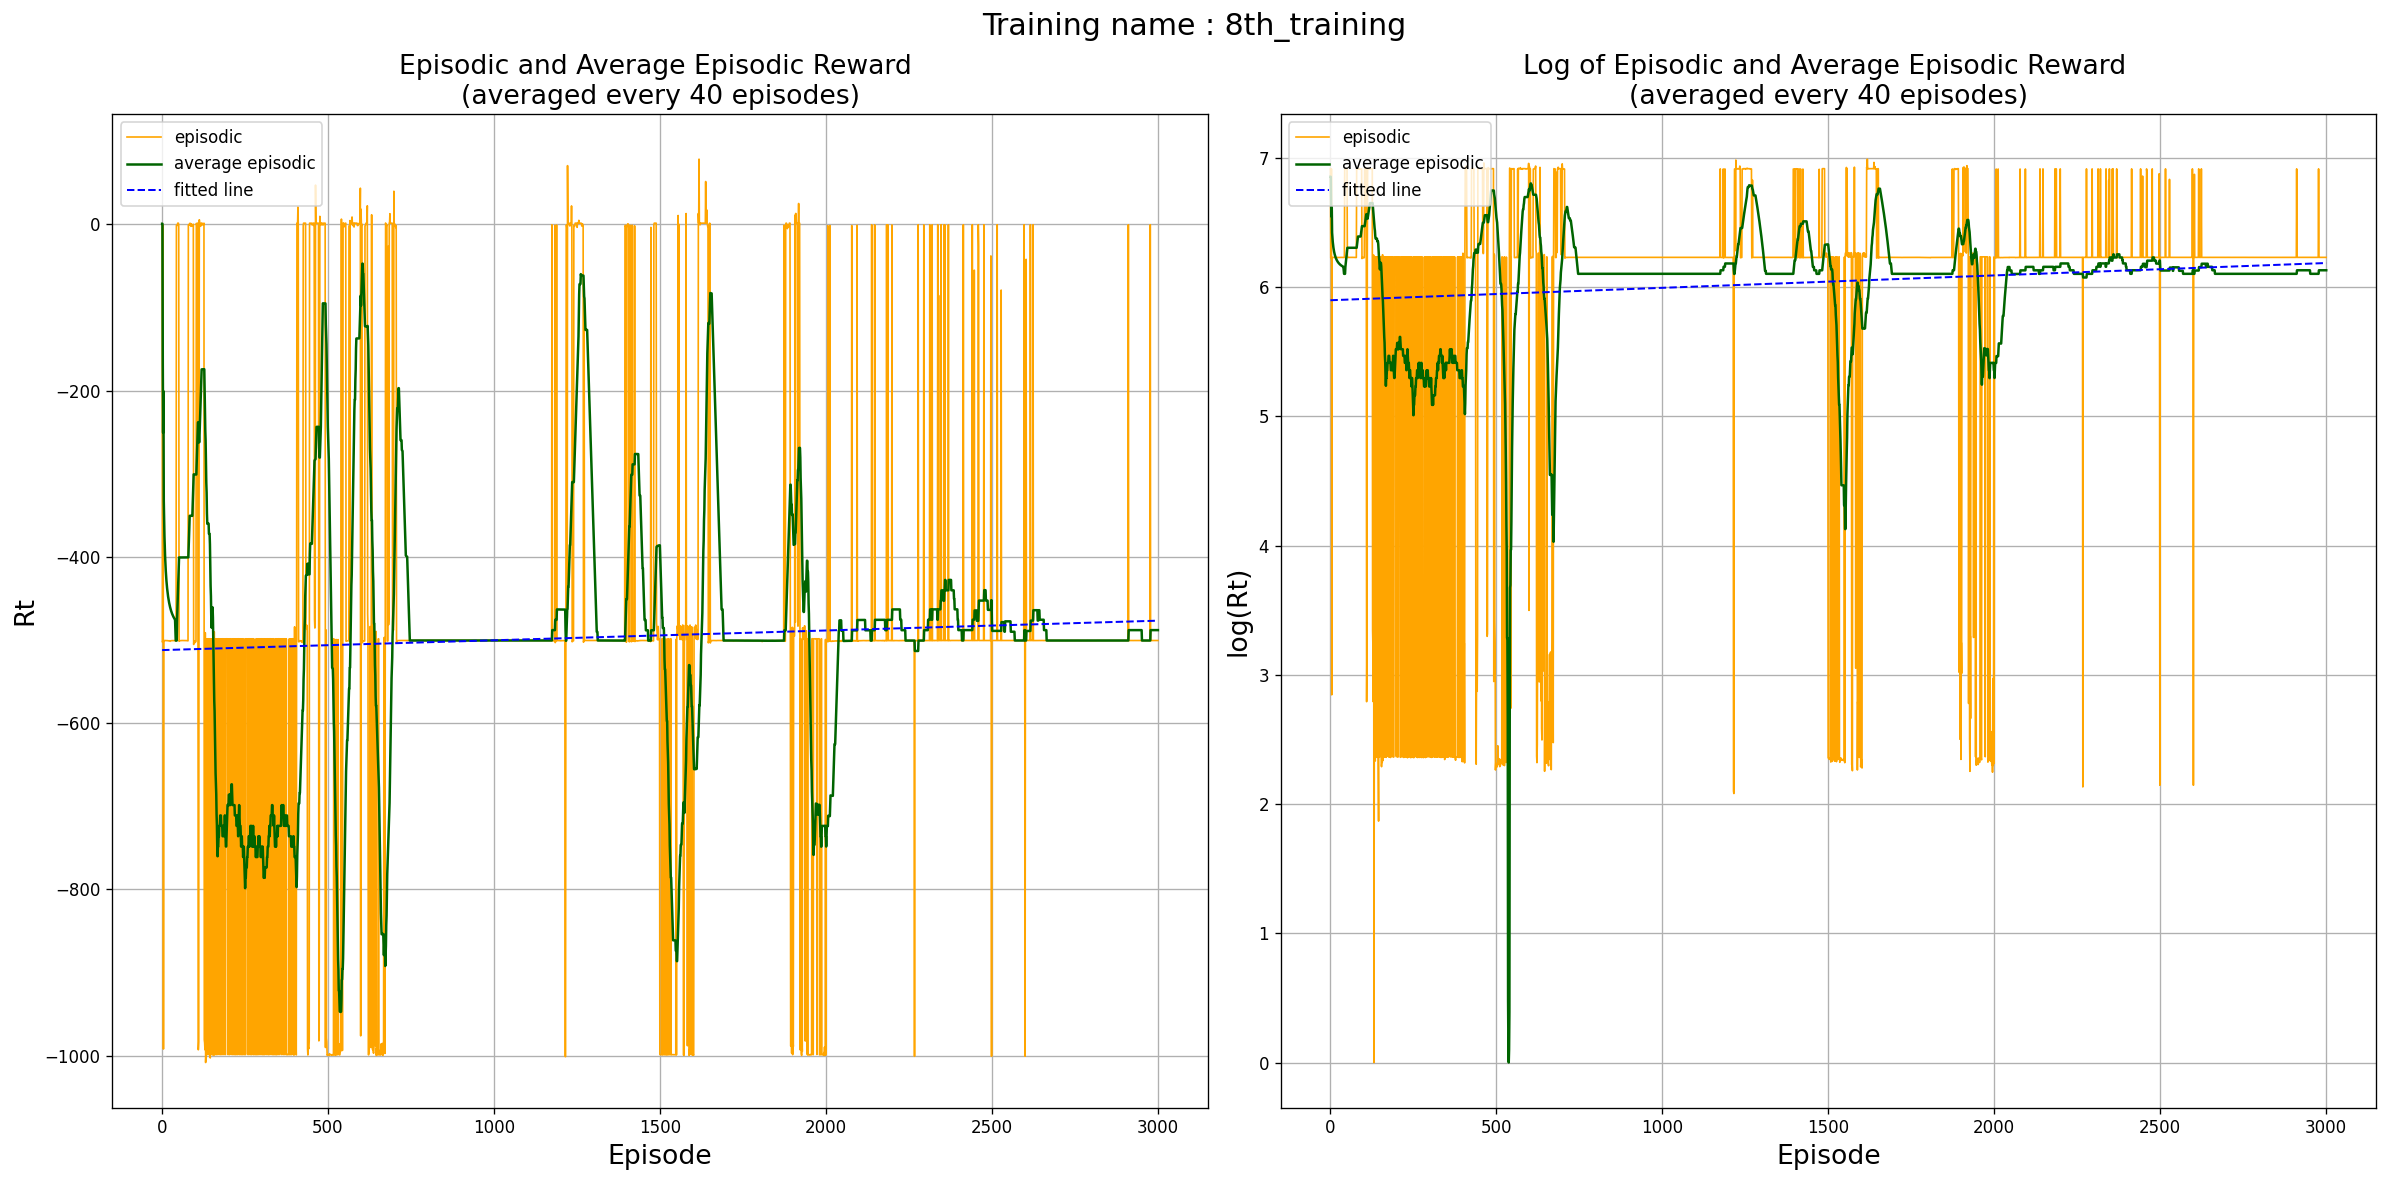 Training name : 8th_training
Episodic and Average Episodic Reward
(averaged every 40 episodes)
episodic
average episodic
fitted line
0
−200
−400
−600
−800
−1000
Rt
0
500
1000
1500
2000
2500
3000
Episode
Log of Episodic and Average Episodic Reward
(averaged every 40 episodes)
episodic
average episodic
fitted line
7
6
5
4
3
2
1
0
log(Rt)
0
500
1000
1500
2000
2500
3000
Episode